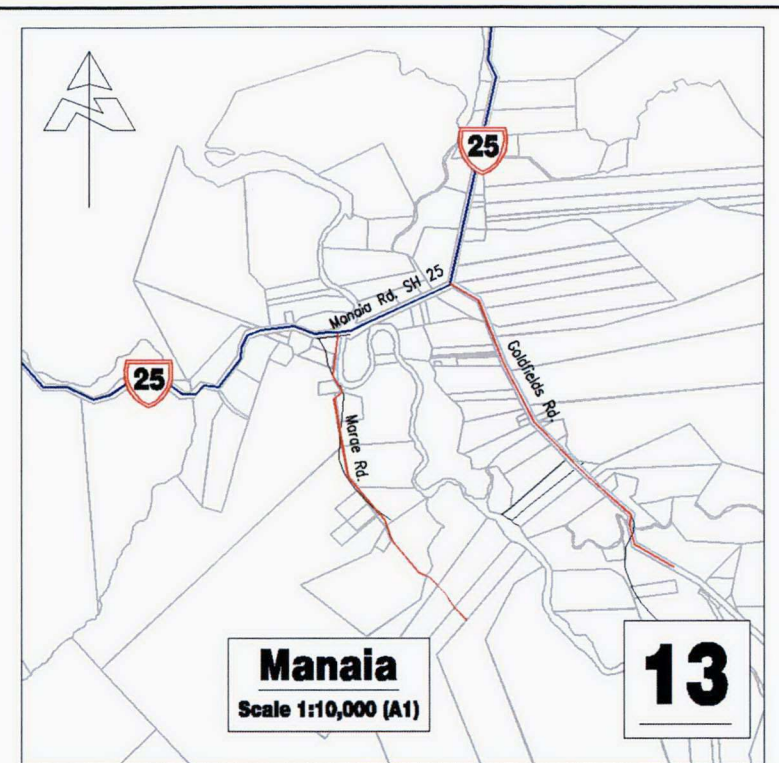 25
Manaia Rd. SH 25
Goldfields Rd.
25
Marae Rd.
Manaia
Scale 1:10,000 (A1)
13